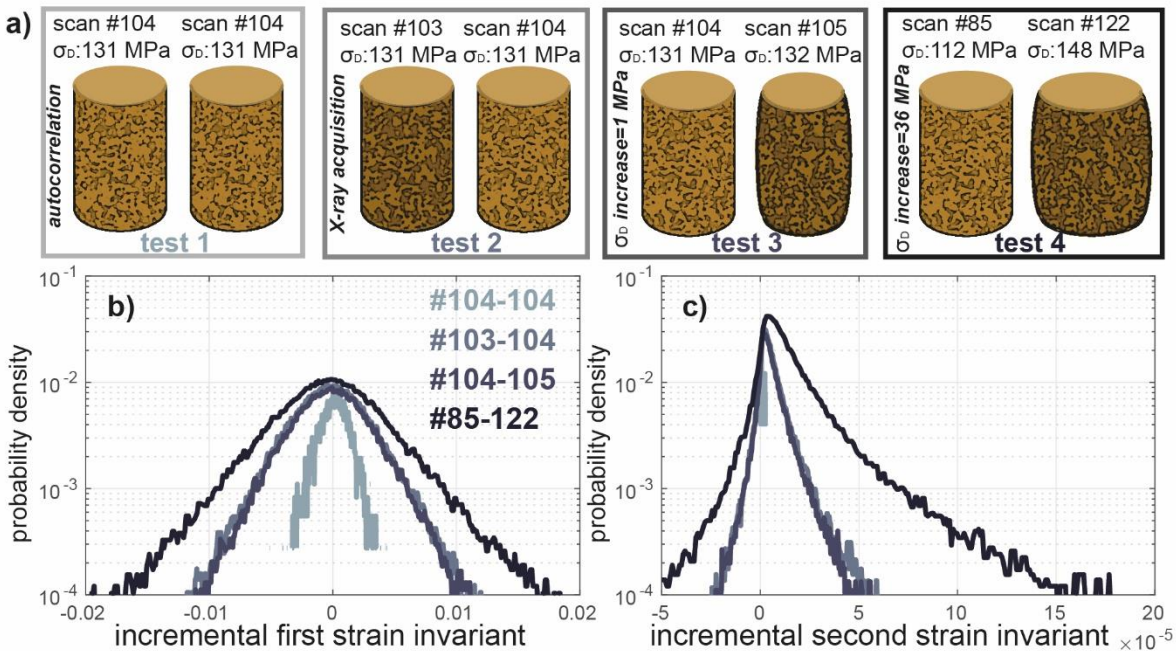 a)
scan #104 scan #104
σD:131 MPa σD:131 MPa
autocorrelation
test 1
scan #103 scan #104
σD:131 MPa σD:131 MPa
X-ray acquisition
test 2
scan #104 scan #105
σD:131 MPa σD:132 MPa
σD increase=1 MPa
test 3
scan #85 scan #122
σD:112 MPa σD:148 MPa
σD increase=36 MPa
test 4
b)
#104-104
#103-104
#104-105
#85-122
probability density
10⁻¹
10⁻²
10⁻³
10⁻⁴
-0.02 -0.01 0 0.01 0.02
incremental first strain invariant
c)
probability density
10⁻¹
10⁻²
10⁻³
10⁻⁴
-5 0 5 10 15 20
×10⁻⁵
incremental second strain invariant